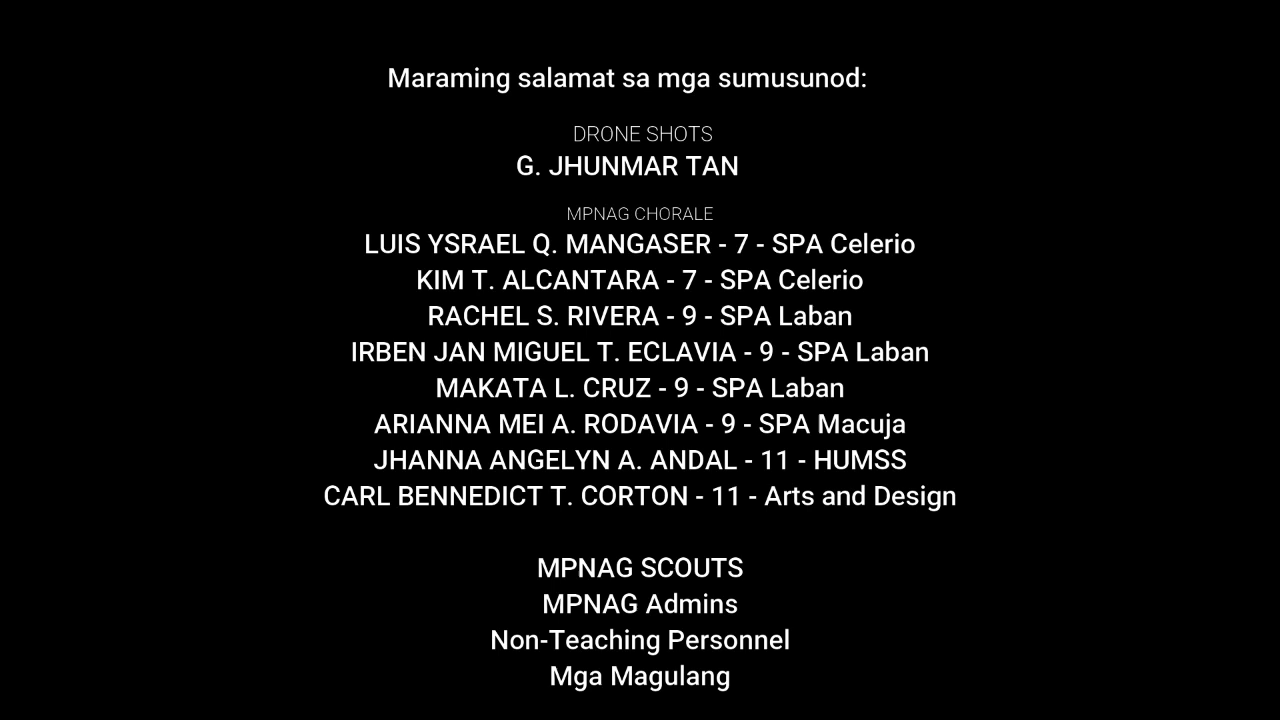 Maraming salamat sa mga sumusunod:
DRONE SHOTS
G. JHUNMAR TAN
MPNAG CHORALE
LUIS YSRAEL Q. MANGASER - 7 - SPA Celerio
KIM T. ALCANTARA - 7 - SPA Celerio
RACHEL S. RIVERA - 9 - SPA Laban
IRBEN JAN MIGUEL T. ECLAVIA - 9 - SPA Laban
MAKATA L. CRUZ - 9 - SPA Laban
ARIANNA MEI A. RODAVIA - 9 - SPA Macuja
JHANNA ANGELYN A. ANDAL - 11 - HUMSS
CARL BENNEDICT T. CORTON - 11 - Arts and Design
MPNAG SCOUTS
MPNAG Admins
Non-Teaching Personnel
Mga Magulang